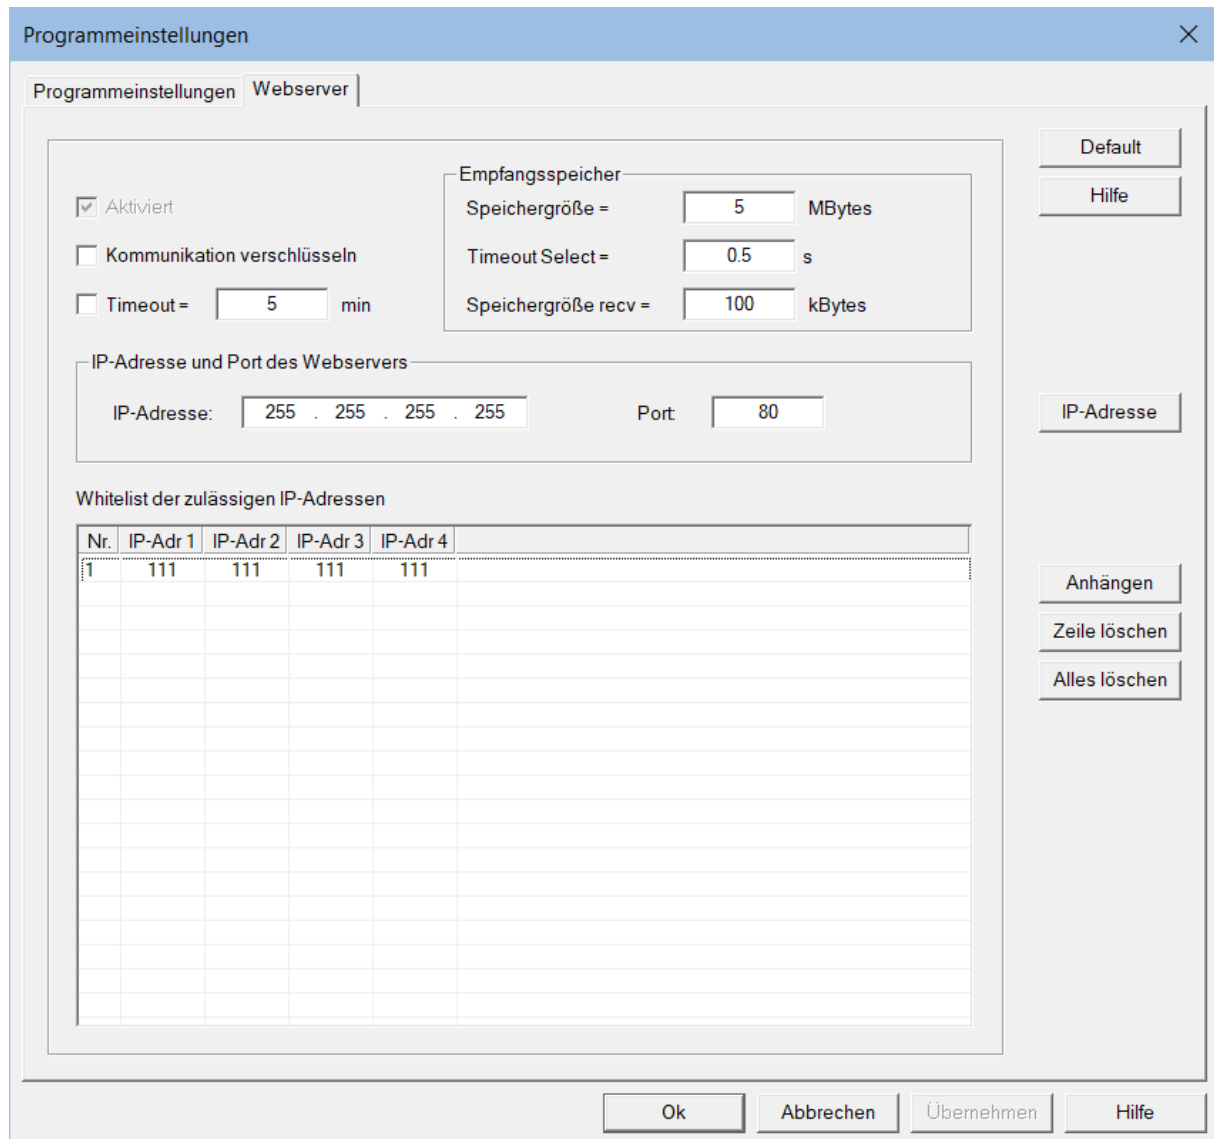 Programmeinstellungen
Programmeinstellungen Webserver
Default
Hilfe
Aktiviert
Kommunikation verschlüsseln
Timeout = 5 min
Empfangsspeicher
Speichergröße = 5 MBytes
Timeout Select = 0.5 s
Speichergröße recv = 100 kBytes
IP-Adresse und Port des Webservers
IP-Adresse: 255 . 255 . 255 . 255 Port: 80
IP-Adresse
Whitelist der zulässigen IP-Adressen
Nr. IP-Adr 1 IP-Adr 2 IP-Adr 3 IP-Adr 4
1 111 111 111 111
Anhängen
Zeile löschen
Alles löschen
Ok Abbrechen Übernehmen Hilfe